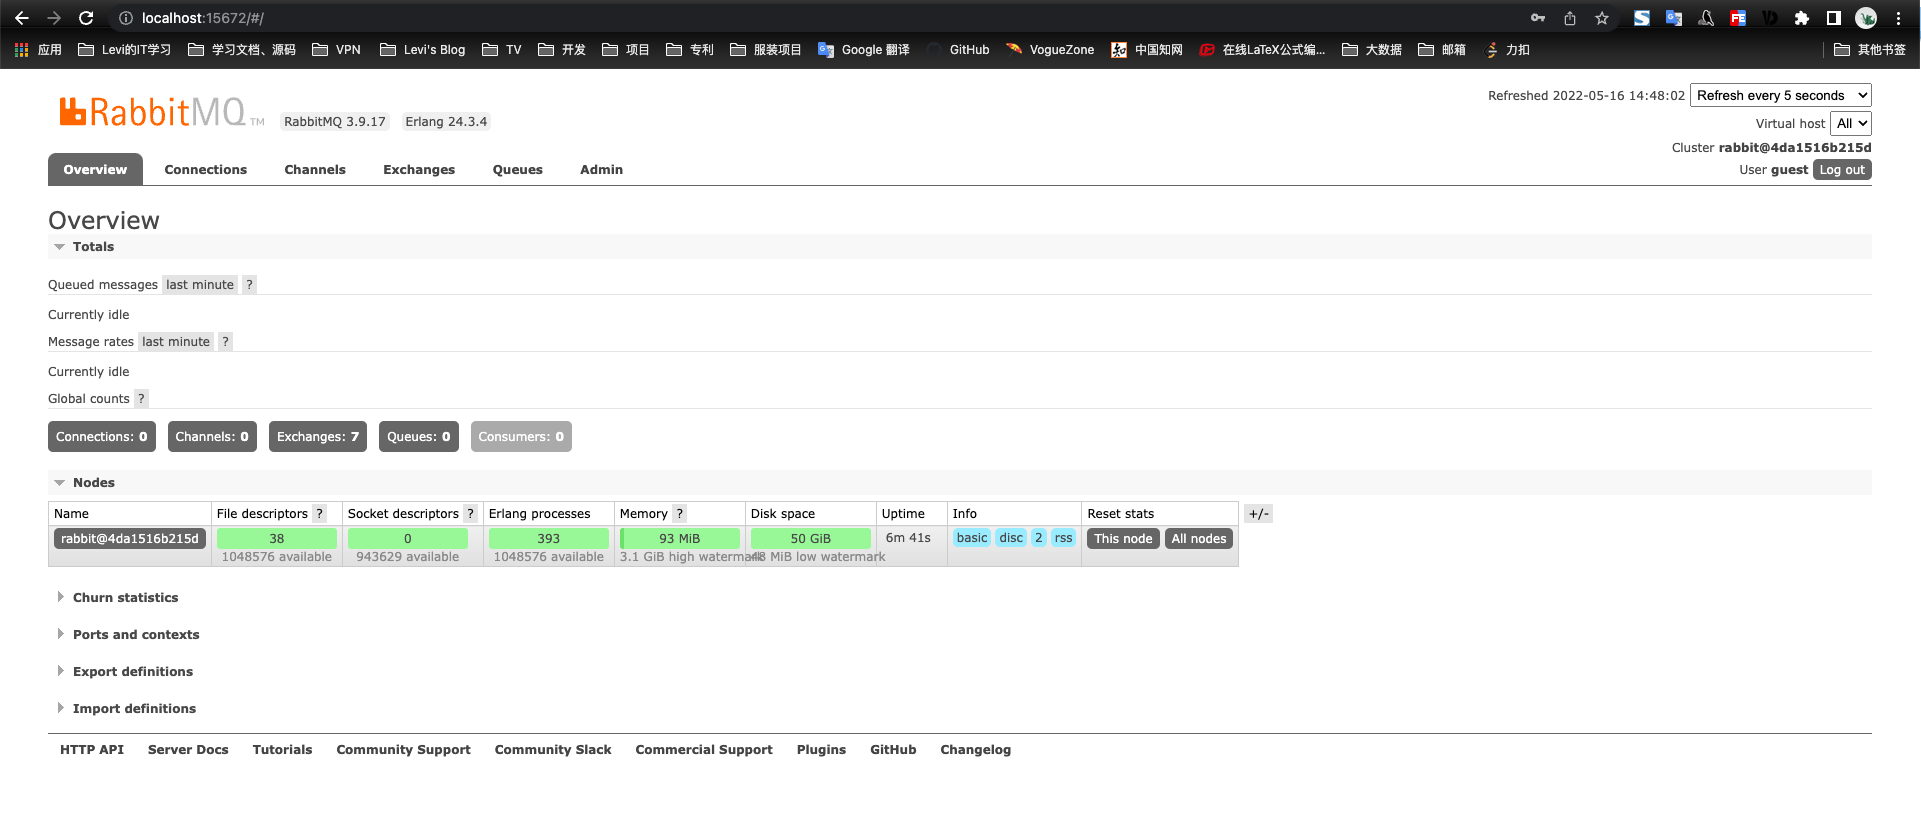 localhost:15672/#/
应用 Levi的IT学习 学习文档、源码 VPN Levi's Blog TV 开发 项目 专利 服装项目 Google 翻译 GitHub VogueZone 中国知网 在线LaTeX公式编... 大数据 邮箱 力扣 其他书签
RabbitMQ TM RabbitMQ 3.9.17 Erlang 24.3.4
Refreshed 2022-05-16 14:48:02 Refresh every 5 seconds
Virtual host All
Cluster rabbit@4da1516b215d
User guest Log out
Overview Connections Channels Exchanges Queues Admin
Overview
Totals
Queued messages last minute ?
Currently idle
Message rates last minute ?
Currently idle
Global counts ?
Connections: 0 Channels: 0 Exchanges: 7 Queues: 0 Consumers: 0
Nodes
Name File descriptors ? Socket descriptors ? Erlang processes Memory ? Disk space Uptime Info Reset stats +/-
rabbit@4da1516b215d 38 0 393 93 MiB 50 GiB 6m 41s basic disc 2 rss This node All nodes
1048576 available 943629 available 1048576 available 3.1 GiB high watermark 48 MiB low watermark
Churn statistics
Ports and contexts
Export definitions
Import definitions
HTTP API Server Docs Tutorials Community Support Community Slack Commercial Support Plugins GitHub Changelog